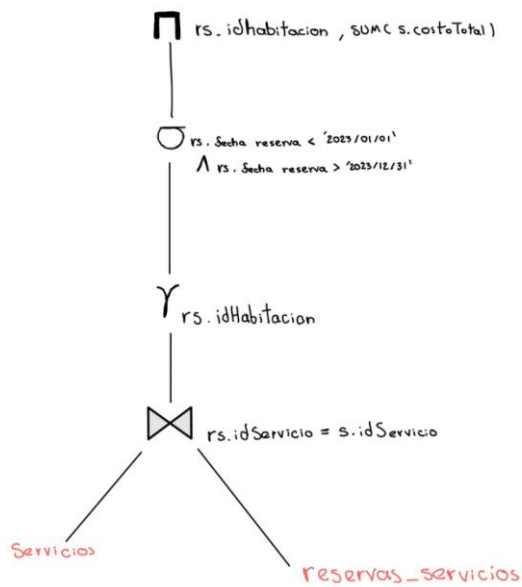 Π rs.idhabitacion, SUM( s.costoTotal)
σ rs. fecha reserva < '2023/01/01'
∧ rs. fecha reserva > '2023/12/31'
γ rs.idHabitacion
⋈ rs.idServicio = s.idServicio
Servicios
reservas_servicios